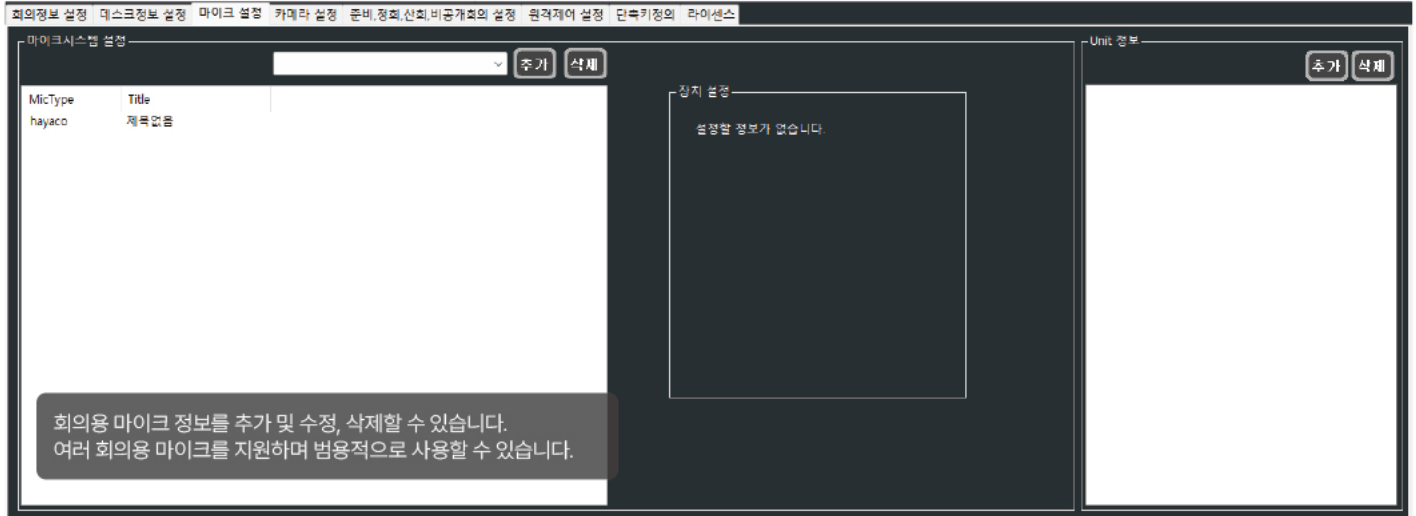 회의정보 설정 데스크정보 설정 마이크 설정 카메라 설정 준비,정회,산회,비공개회의 설정 원격제어 설정 단축키정의 라이센스
마이크시스템 설정
추가 삭제
MicType Title
hayaco 제목없음
장치 설정
설정할 정보가 없습니다.
Unit 정보
추가 삭제
회의용 마이크 정보를 추가 및 수정, 삭제할 수 있습니다.
여러 회의용 마이크를 지원하며 범용적으로 사용할 수 있습니다.